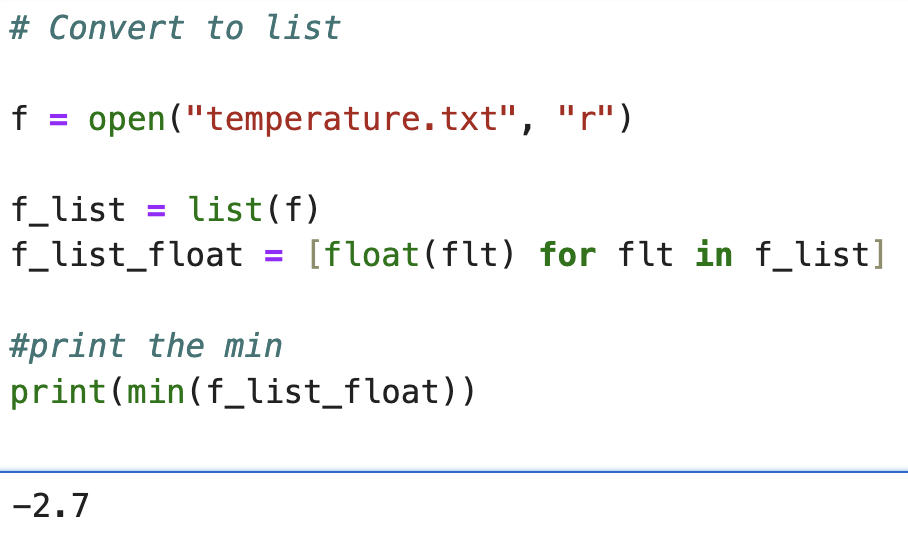 # Convert to list
f = open("temperature.txt", "r")
f_list = list(f)
f_list_float = [float(flt) for flt in f_list]
#print the min
print(min(f_list_float))
-2.7